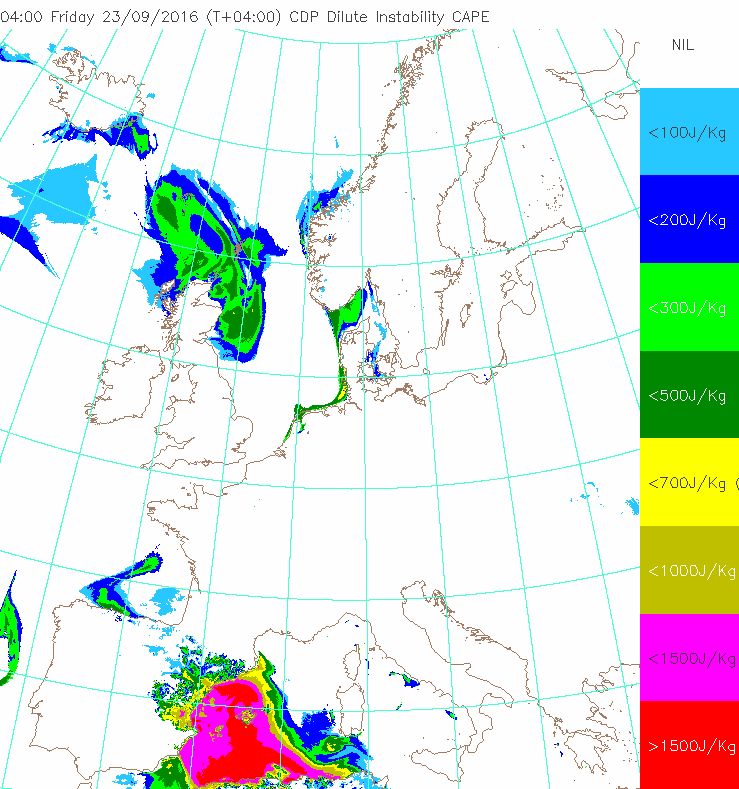 04:00 Friday 23/09/2016 (T+04:00) CDP Dilute Instability CAPE
NIL
<100J/Kg
<200J/Kg
<300J/Kg
<500J/Kg
<700J/Kg (
<1000J/Kg
<1500J/Kg
>1500J/Kg